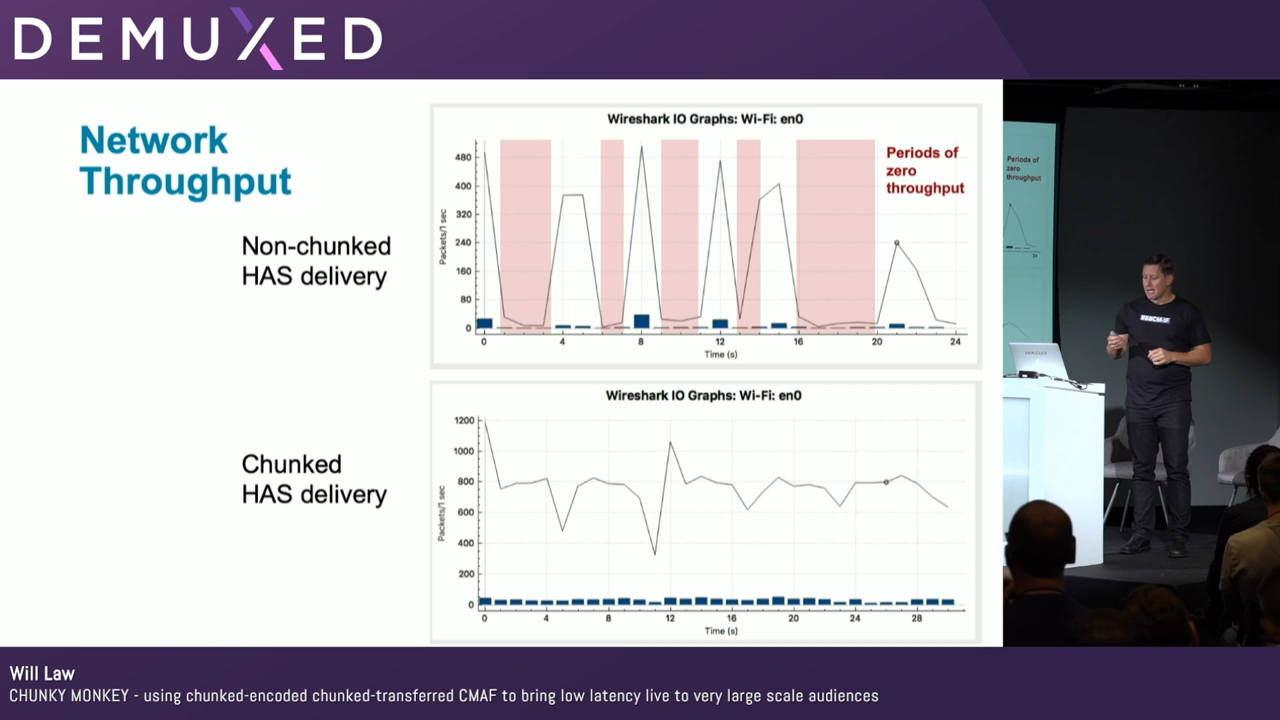 DEMUXED
Network
Throughput
Non-chunked
HAS delivery
Wireshark IO Graphs: Wi-Fi: en0
Periods of
zero
throughput
Packets/1 sec
480
400
320
240
160
80
0
0 4 8 12 16 20 24
Time (s)
Chunked
HAS delivery
Wireshark IO Graphs: Wi-Fi: en0
Packets/1 sec
1200
1000
800
600
400
200
0
0 4 8 12 16 20 24 28
Time (s)
Periods of
zero
throughput
Will Law
CHUNKY MONKEY - using chunked-encoded chunked-transferred CMAF to bring low latency live to very large scale audiences